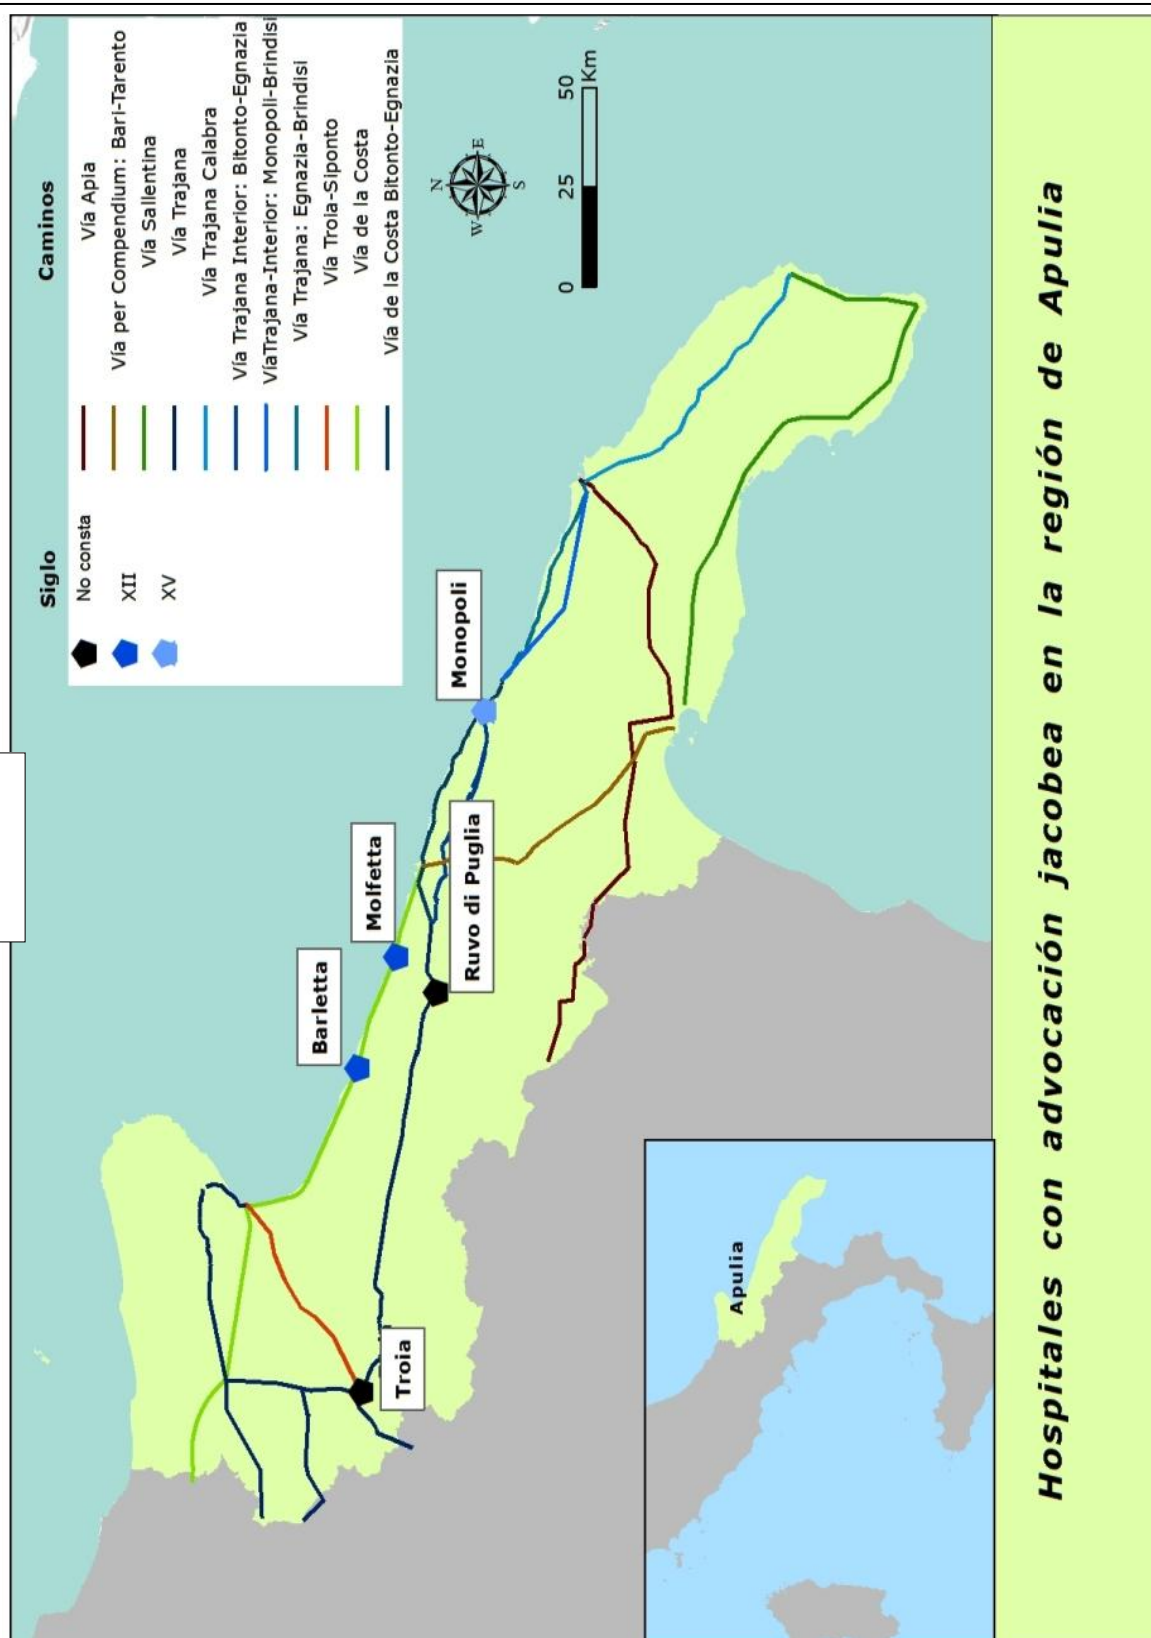 Siglo
No consta
XII
XV
Caminos
Vía Apia
Vía per Compendium: Bari-Tarento
Vía Sallentina
Vía Trajana
Vía Trajana Calabra
Vía Trajana Interior: Bitonto-Egnazia
VíaTrajana-Interior: Monopoli-Brindisi
Vía Trajana: Egnazia-Brindisi
Vía Troia-Siponto
Vía de la Costa
Vía de la Costa Bitonto-Egnazia
N
W
E
S
0 25 50
Km
Barletta
Molfetta
Monopoli
Ruvo di Puglia
Troia
Apulia
Hospitales con advocación jacobea en la región de Apulia